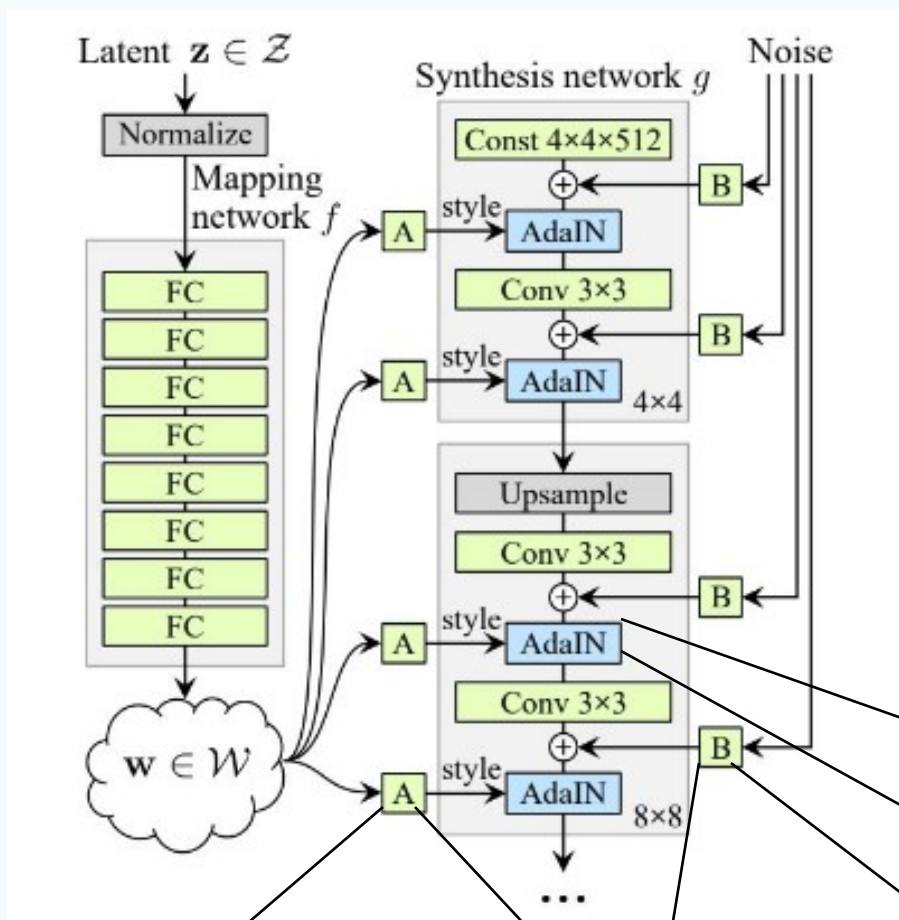 Latent z ∈ Z
Noise
Synthesis network g
Normalize
Mapping
network f
FC
FC
FC
FC
FC
FC
FC
FC
w ∈ W
Const 4×4×512
B
A
style
AdaIN
Conv 3×3
B
A
style
AdaIN
4×4
Upsample
Conv 3×3
B
A
style
AdaIN
Conv 3×3
B
A
style
AdaIN
8×8
...